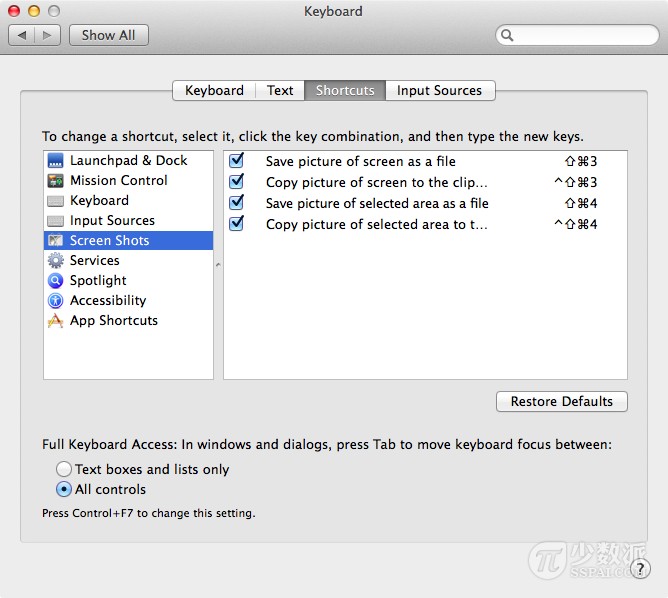 Keyboard
Show All
Keyboard Text Shortcuts Input Sources
To change a shortcut, select it, click the key combination, and then type the new keys.
Launchpad & Dock
Mission Control
Keyboard
Input Sources
Screen Shots
Services
Spotlight
Accessibility
App Shortcuts
Save picture of screen as a file ⇧⌘3
Copy picture of screen to the clip... ^⇧⌘3
Save picture of selected area as a file ⇧⌘4
Copy picture of selected area to t... ^⇧⌘4
Restore Defaults
Full Keyboard Access: In windows and dialogs, press Tab to move keyboard focus between:
Text boxes and lists only
All controls
Press Control+F7 to change this setting.
π 少数派
SSPAI.COM
?